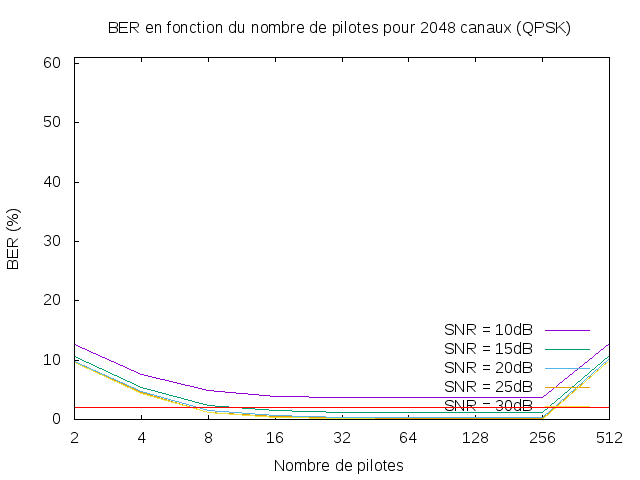 BER en fonction du nombre de pilotes pour 2048 canaux (QPSK)
60
50
40
30
20
10
0
BER (%)
SNR = 10dB
SNR = 15dB
SNR = 20dB
SNR = 25dB
SNR = 30dB
2 4 8 16 32 64 128 256 512
Nombre de pilotes